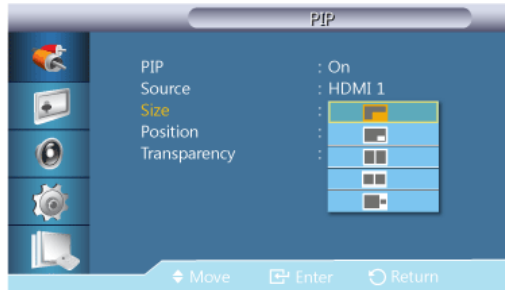 PIP
PIP : On
Source : HDMI 1
Size :
Position :
Transparency :
Move Enter Return